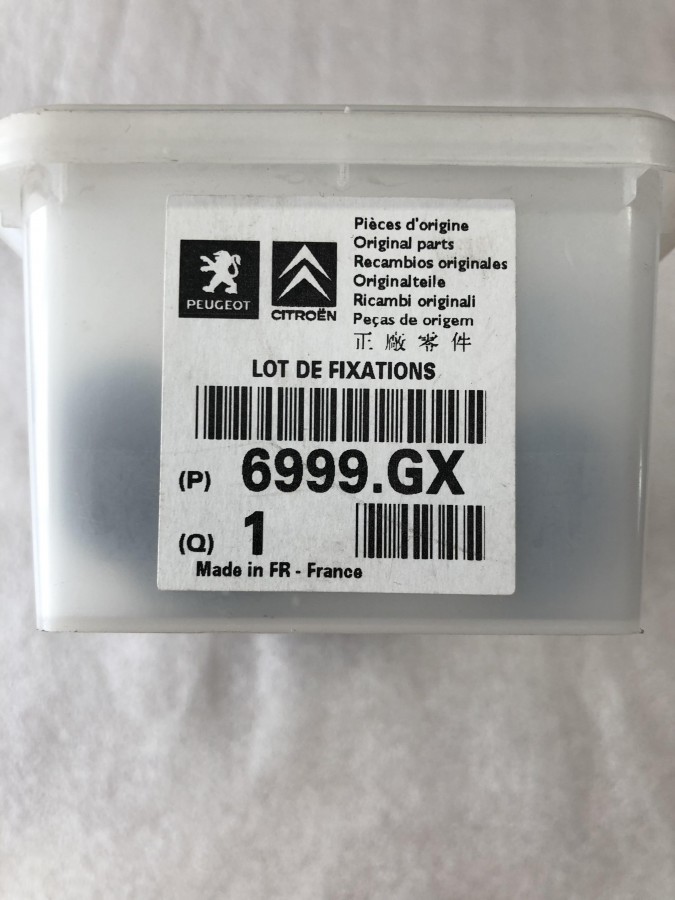 Pièces d'origine
Original parts
Recambios originales
Originalteile
Ricambi originali
Peças de origem
正廠零件
PEUGEOT
CITROËN
LOT DE FIXATIONS
(P) 6999.GX
(Q) 1
Made in FR - France